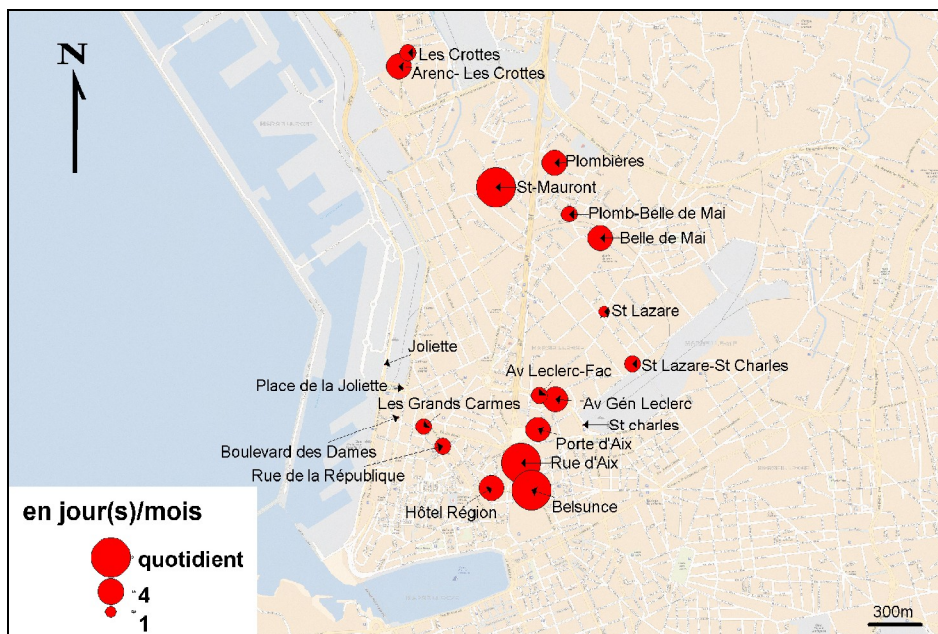 N
Les Crottes
Arenc- Les Crottes
Plombières
St-Mauront
Plomb-Belle de Mai
Belle de Mai
St Lazare
Joliette
St Lazare-St Charles
Av Leclerc-Fac
Place de la Joliette
Les Grands Carmes
Av Gén Leclerc
St charles
Boulevard des Dames
Porte d'Aix
Rue de la République
Rue d'Aix
Hôtel Région
Belsunce
en jour(s)/mois
quotidient
4
1
300m